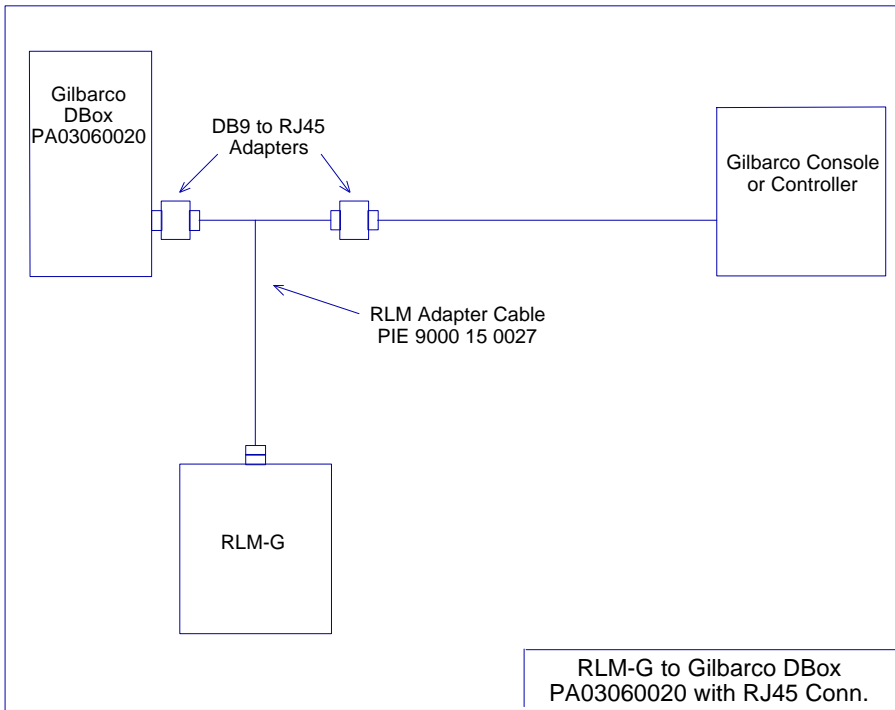 Gilbarco
DBox
PA03060020
DB9 to RJ45
Adapters
Gilbarco Console
or Controller
RLM Adapter Cable
PIE 9000 15 0027
RLM-G
RLM-G to Gilbarco DBox
PA03060020 with RJ45 Conn.